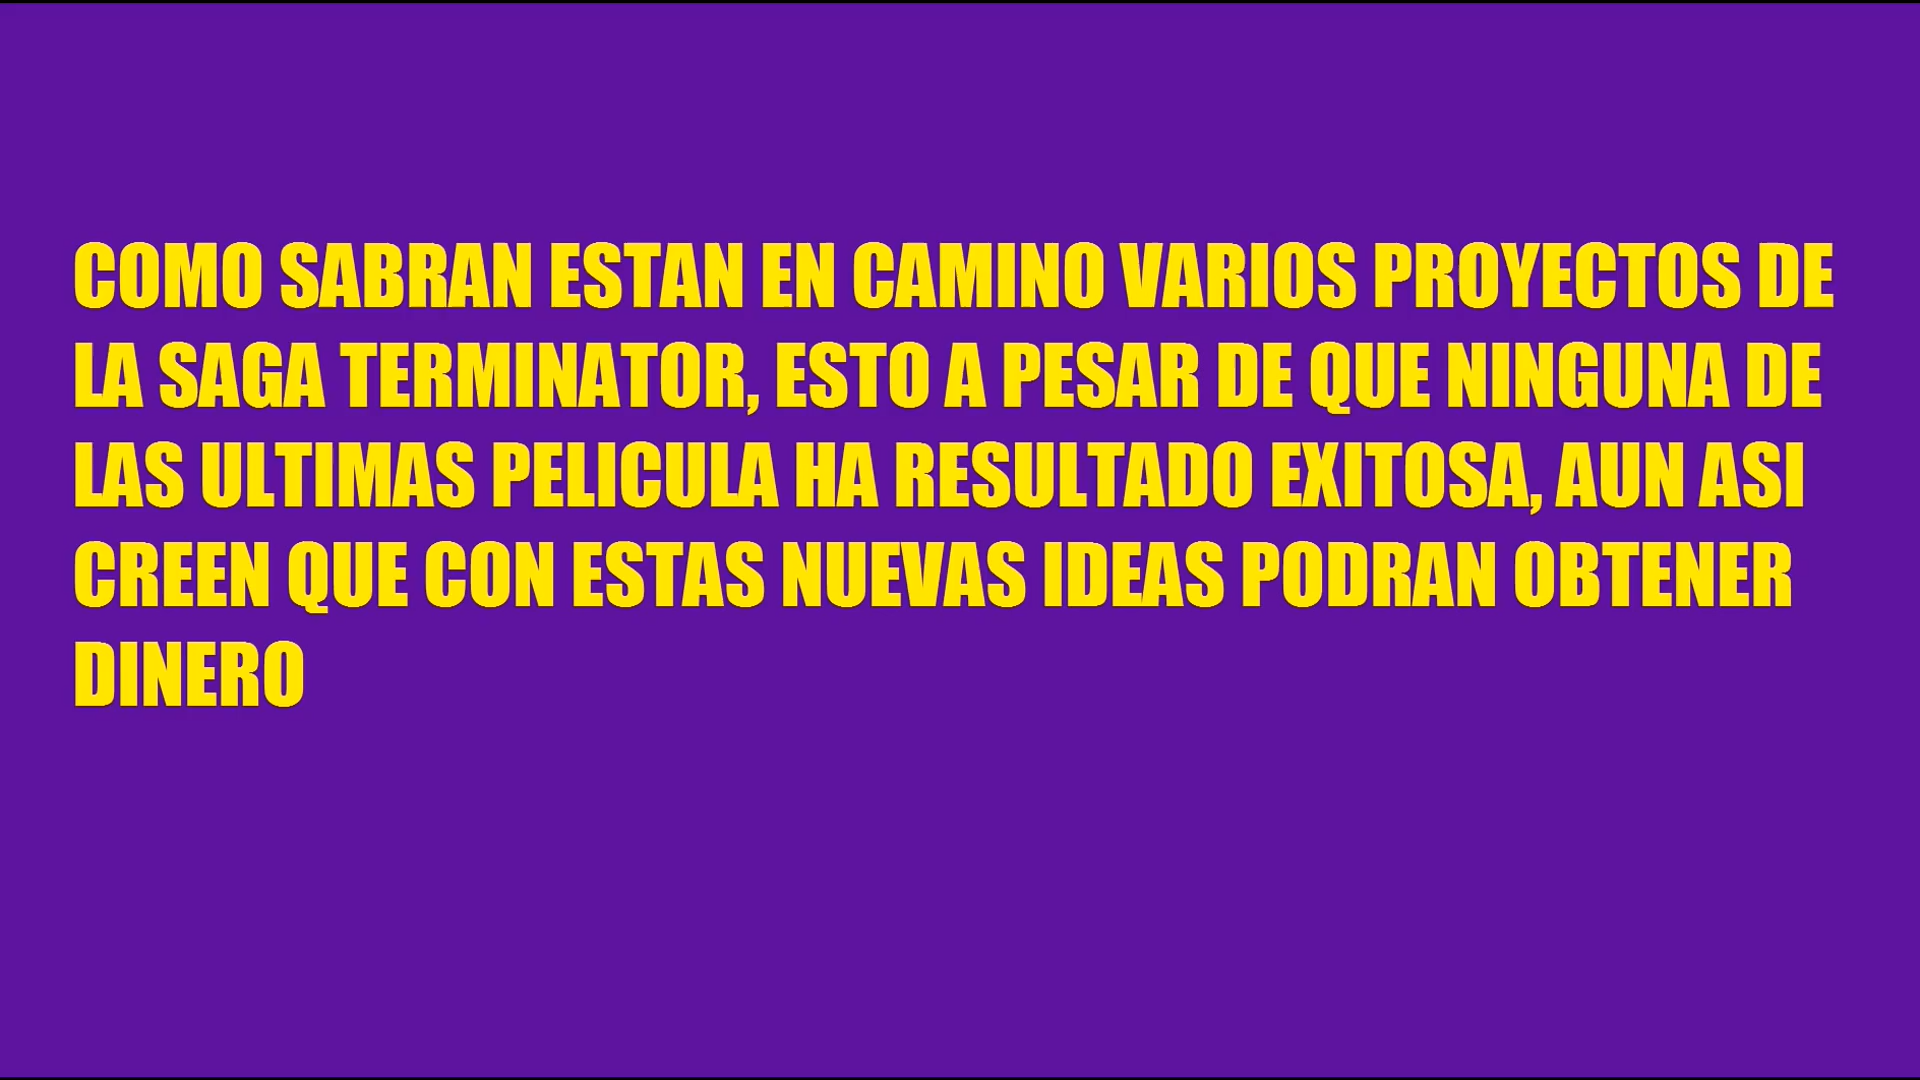 COMO SABRAN ESTAN EN CAMINO VARIOS PROYECTOS DE
LA SAGA TERMINATOR, ESTO A PESAR DE QUE NINGUNA DE
LAS ULTIMAS PELICULA HA RESULTADO EXITOSA, AUN ASI
CREEN QUE CON ESTAS NUEVAS IDEAS PODRAN OBTENER
DINERO